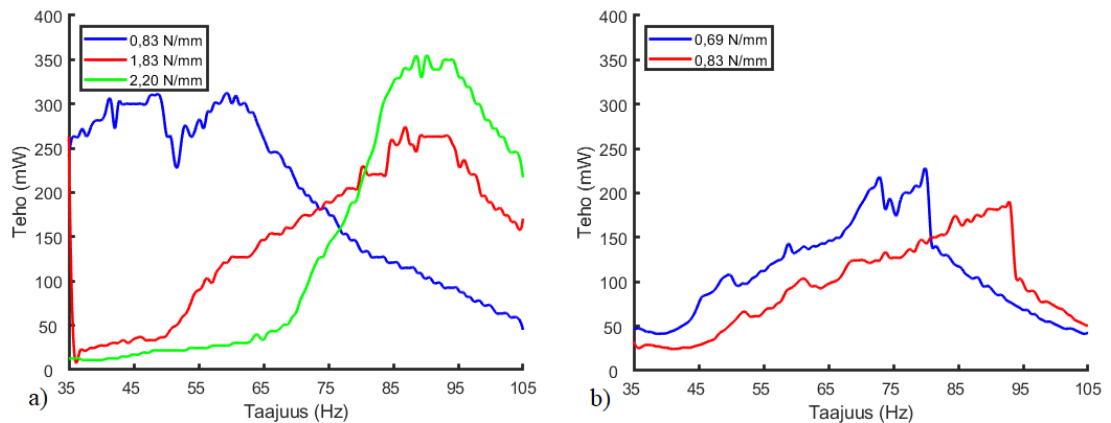 400
350
300
250
200
150
100
50
0
Teho (mW)
0,83 N/mm
1,83 N/mm
2,20 N/mm
35 45 55 65 75 85 95 105
Taajuus (Hz)
a)
400
350
300
250
200
150
100
50
0
Teho (mW)
0,69 N/mm
0,83 N/mm
35 45 55 65 75 85 95 105
Taajuus (Hz)
b)